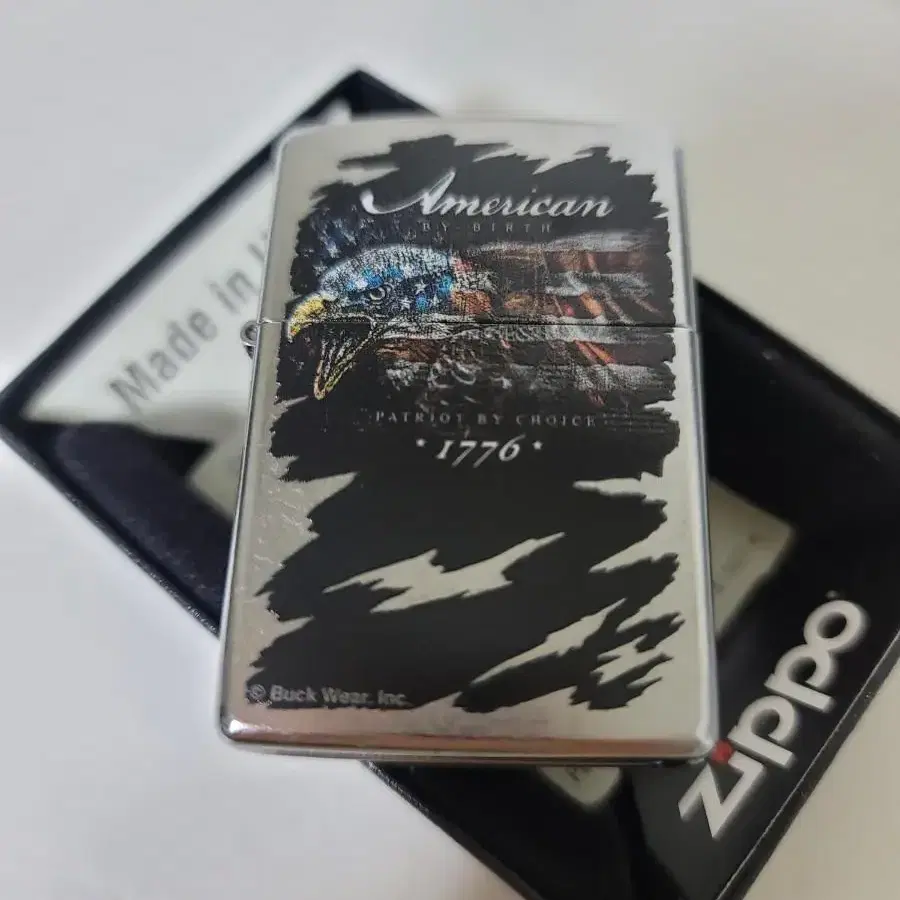 American
BY BIRTH
PATRIOT BY CHOICE
* 1776 *
© Buck Wear, Inc.
Made in
zippo